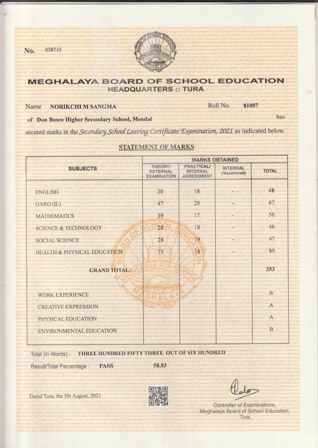 No. 058710
MEGHALAYA BOARD OF SCHOOL EDUCATION
HEADQUARTERS :: TURA
Name NORIKCHI M SANGMA Roll No. 81057
of Don Bosco Higher Secondary School, Mendal has
secured marks in the Secondary School Leaving Certificate Examination, 2021 as indicated below.
STATEMENT OF MARKS
SUBJECTS MARKS OBTAINED
THEORY/ EXTERNAL EXAMINATION PRACTICAL/ INTERNAL ASSESSMENT INTERNAL (Vocational) TOTAL
ENGLISH 30 18 - 48
GARO (IL) 47 20 - 67
MATHEMATICS 39 17 - 56
SCIENCE & TECHNOLOGY 28 18 - 46
SOCIAL SCIENCE 28 19 - 47
HEALTH & PHYSICAL EDUCATION 71 18 - 89
GRAND TOTAL: 353
WORK EXPERIENCE B
CREATIVE EXPRESSION A
PHYSICAL EDUCATION A
ENVIRONMENTAL EDUCATION B
Total (in Words) : THREE HUNDRED FIFTY THREE OUT OF SIX HUNDRED
Result/Total Percentage : PASS 58.83
Dated Tura, the 5th August, 2021
Controller of Examinations,
Meghalaya Board of School Education,
Tura.